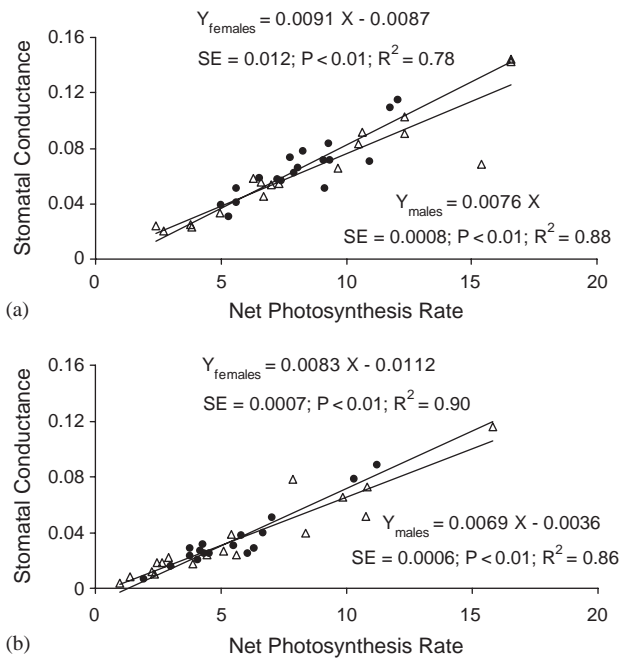 Y females = 0.0091 X - 0.0087
SE = 0.012; P < 0.01; R2 = 0.78
Stomatal Conductance
0.16
0.12
0.08
0.04
0
Y males = 0.0076 X
SE = 0.0008; P < 0.01; R2 = 0.88
0 5 10 15 20
(a) Net Photosynthesis Rate
Y females = 0.0083 X - 0.0112
SE = 0.0007; P < 0.01; R2 = 0.90
Stomatal Conductance
0.16
0.12
0.08
0.04
0
Y males = 0.0069 X - 0.0036
SE = 0.0006; P < 0.01; R2 = 0.86
0 5 10 15 20
(b) Net Photosynthesis Rate